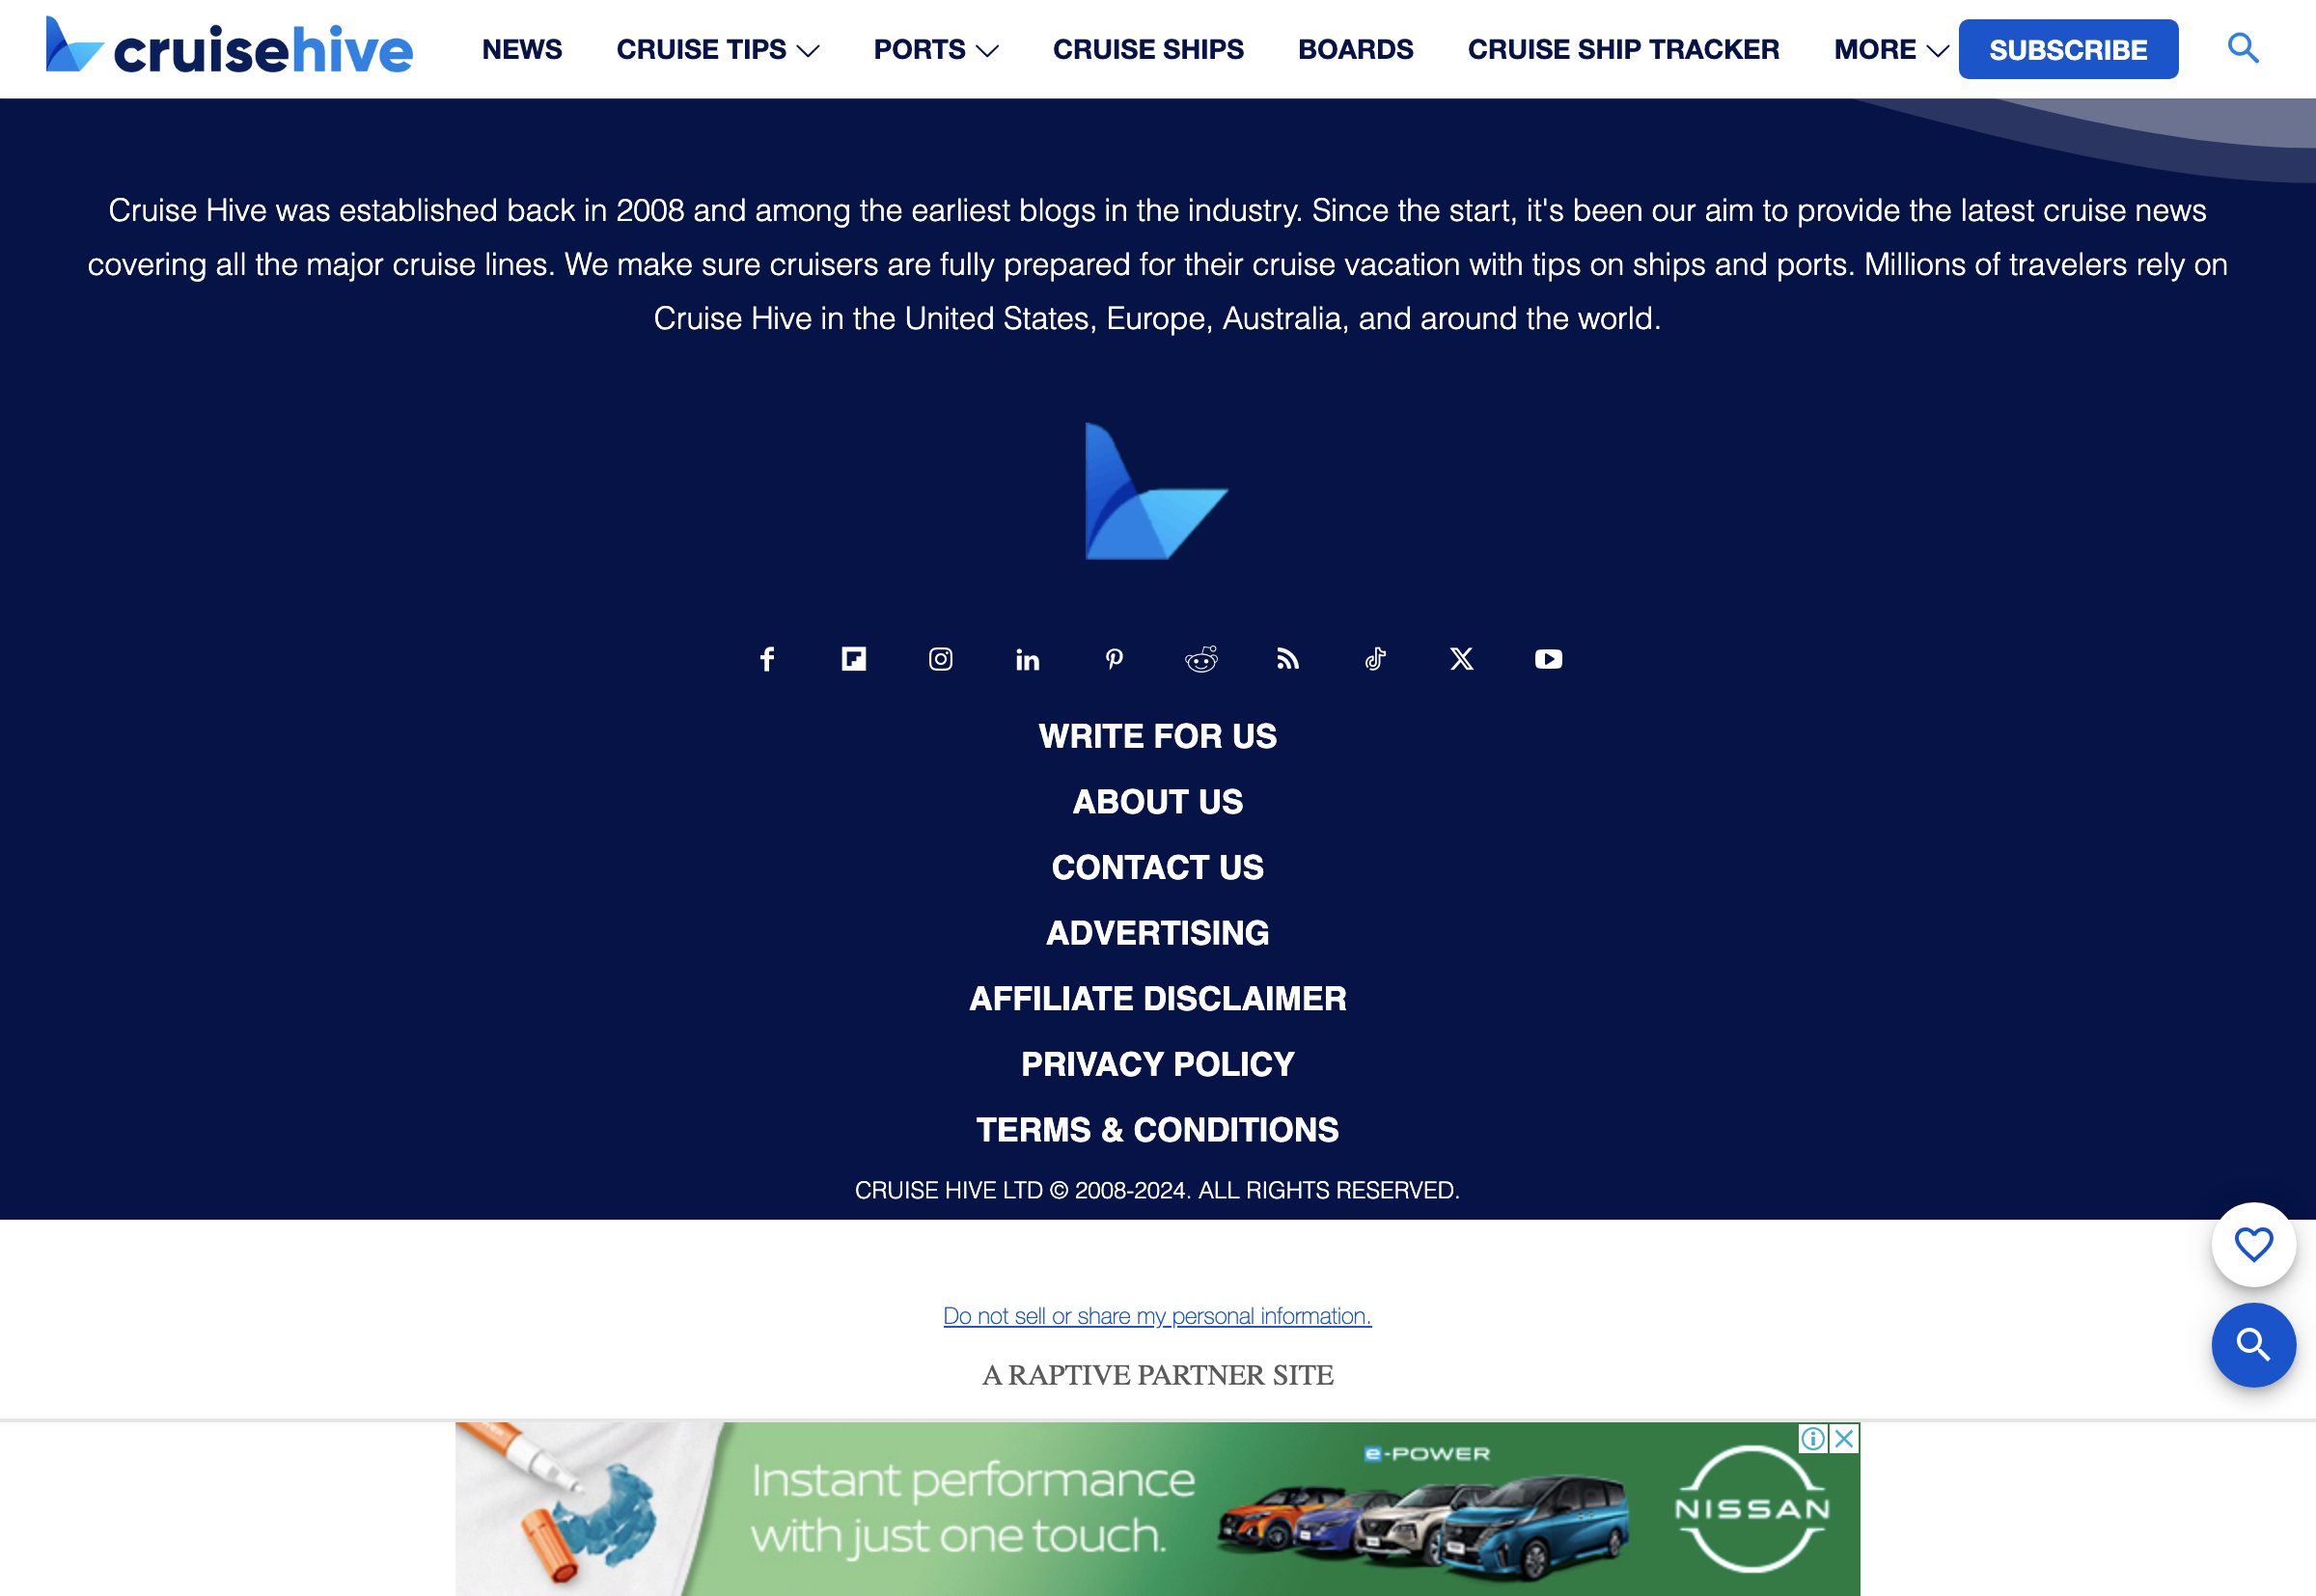 cruisehive
NEWS CRUISE TIPS PORTS CRUISE SHIPS BOARDS CRUISE SHIP TRACKER MORE SUBSCRIBE
Cruise Hive was established back in 2008 and among the earliest blogs in the industry. Since the start, it's been our aim to provide the latest cruise news
covering all the major cruise lines. We make sure cruisers are fully prepared for their cruise vacation with tips on ships and ports. Millions of travelers rely on
Cruise Hive in the United States, Europe, Australia, and around the world.
WRITE FOR US
ABOUT US
CONTACT US
ADVERTISING
AFFILIATE DISCLAIMER
PRIVACY POLICY
TERMS & CONDITIONS
CRUISE HIVE LTD © 2008-2024. ALL RIGHTS RESERVED.
Do not sell or share my personal information.
A RAPTIVE PARTNER SITE
Instant performance
with just one touch.
e-POWER
NISSAN